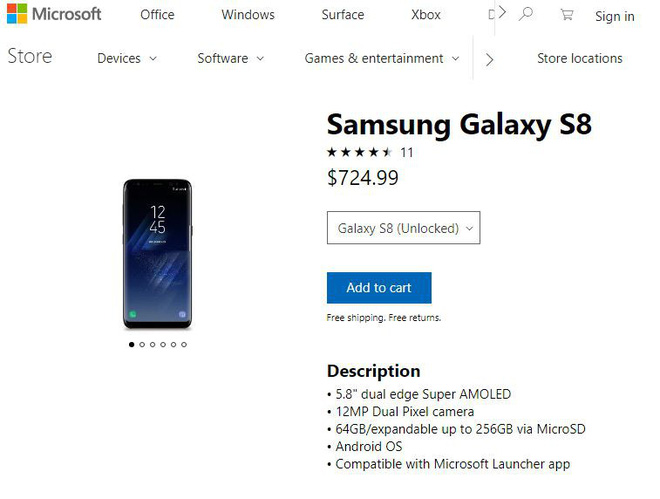 Microsoft Office Windows Surface Xbox Sign in
Store Devices Software Games & entertainment Store locations
Samsung Galaxy S8
11
$724.99
12
45
Galaxy S8 (Unlocked)
Add to cart
Free shipping. Free returns.
Description
• 5.8" dual edge Super AMOLED
• 12MP Dual Pixel camera
• 64GB/expandable up to 256GB via MicroSD
• Android OS
• Compatible with Microsoft Launcher app